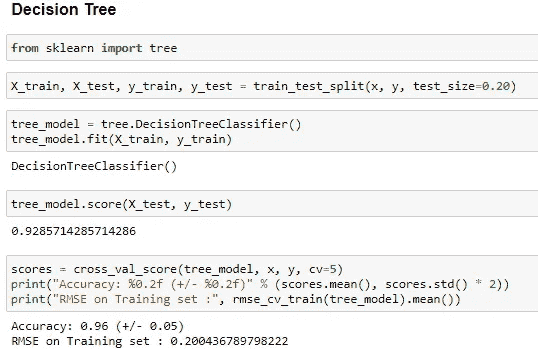 Decision Tree
from sklearn import tree
X_train, X_test, y_train, y_test = train_test_split(x, y, test_size=0.20)
tree_model = tree.DecisionTreeClassifier()
tree_model.fit(X_train, y_train)
DecisionTreeClassifier()
tree_model.score(X_test, y_test)
0.9285714285714286
scores = cross_val_score(tree_model, x, y, cv=5)
print("Accuracy: %0.2f (+/- %0.2f)" % (scores.mean(), scores.std() * 2))
print("RMSE on Training set :", rmse_cv_train(tree_model).mean())
Accuracy: 0.96 (+/- 0.05)
RMSE on Training set : 0.200436789798222